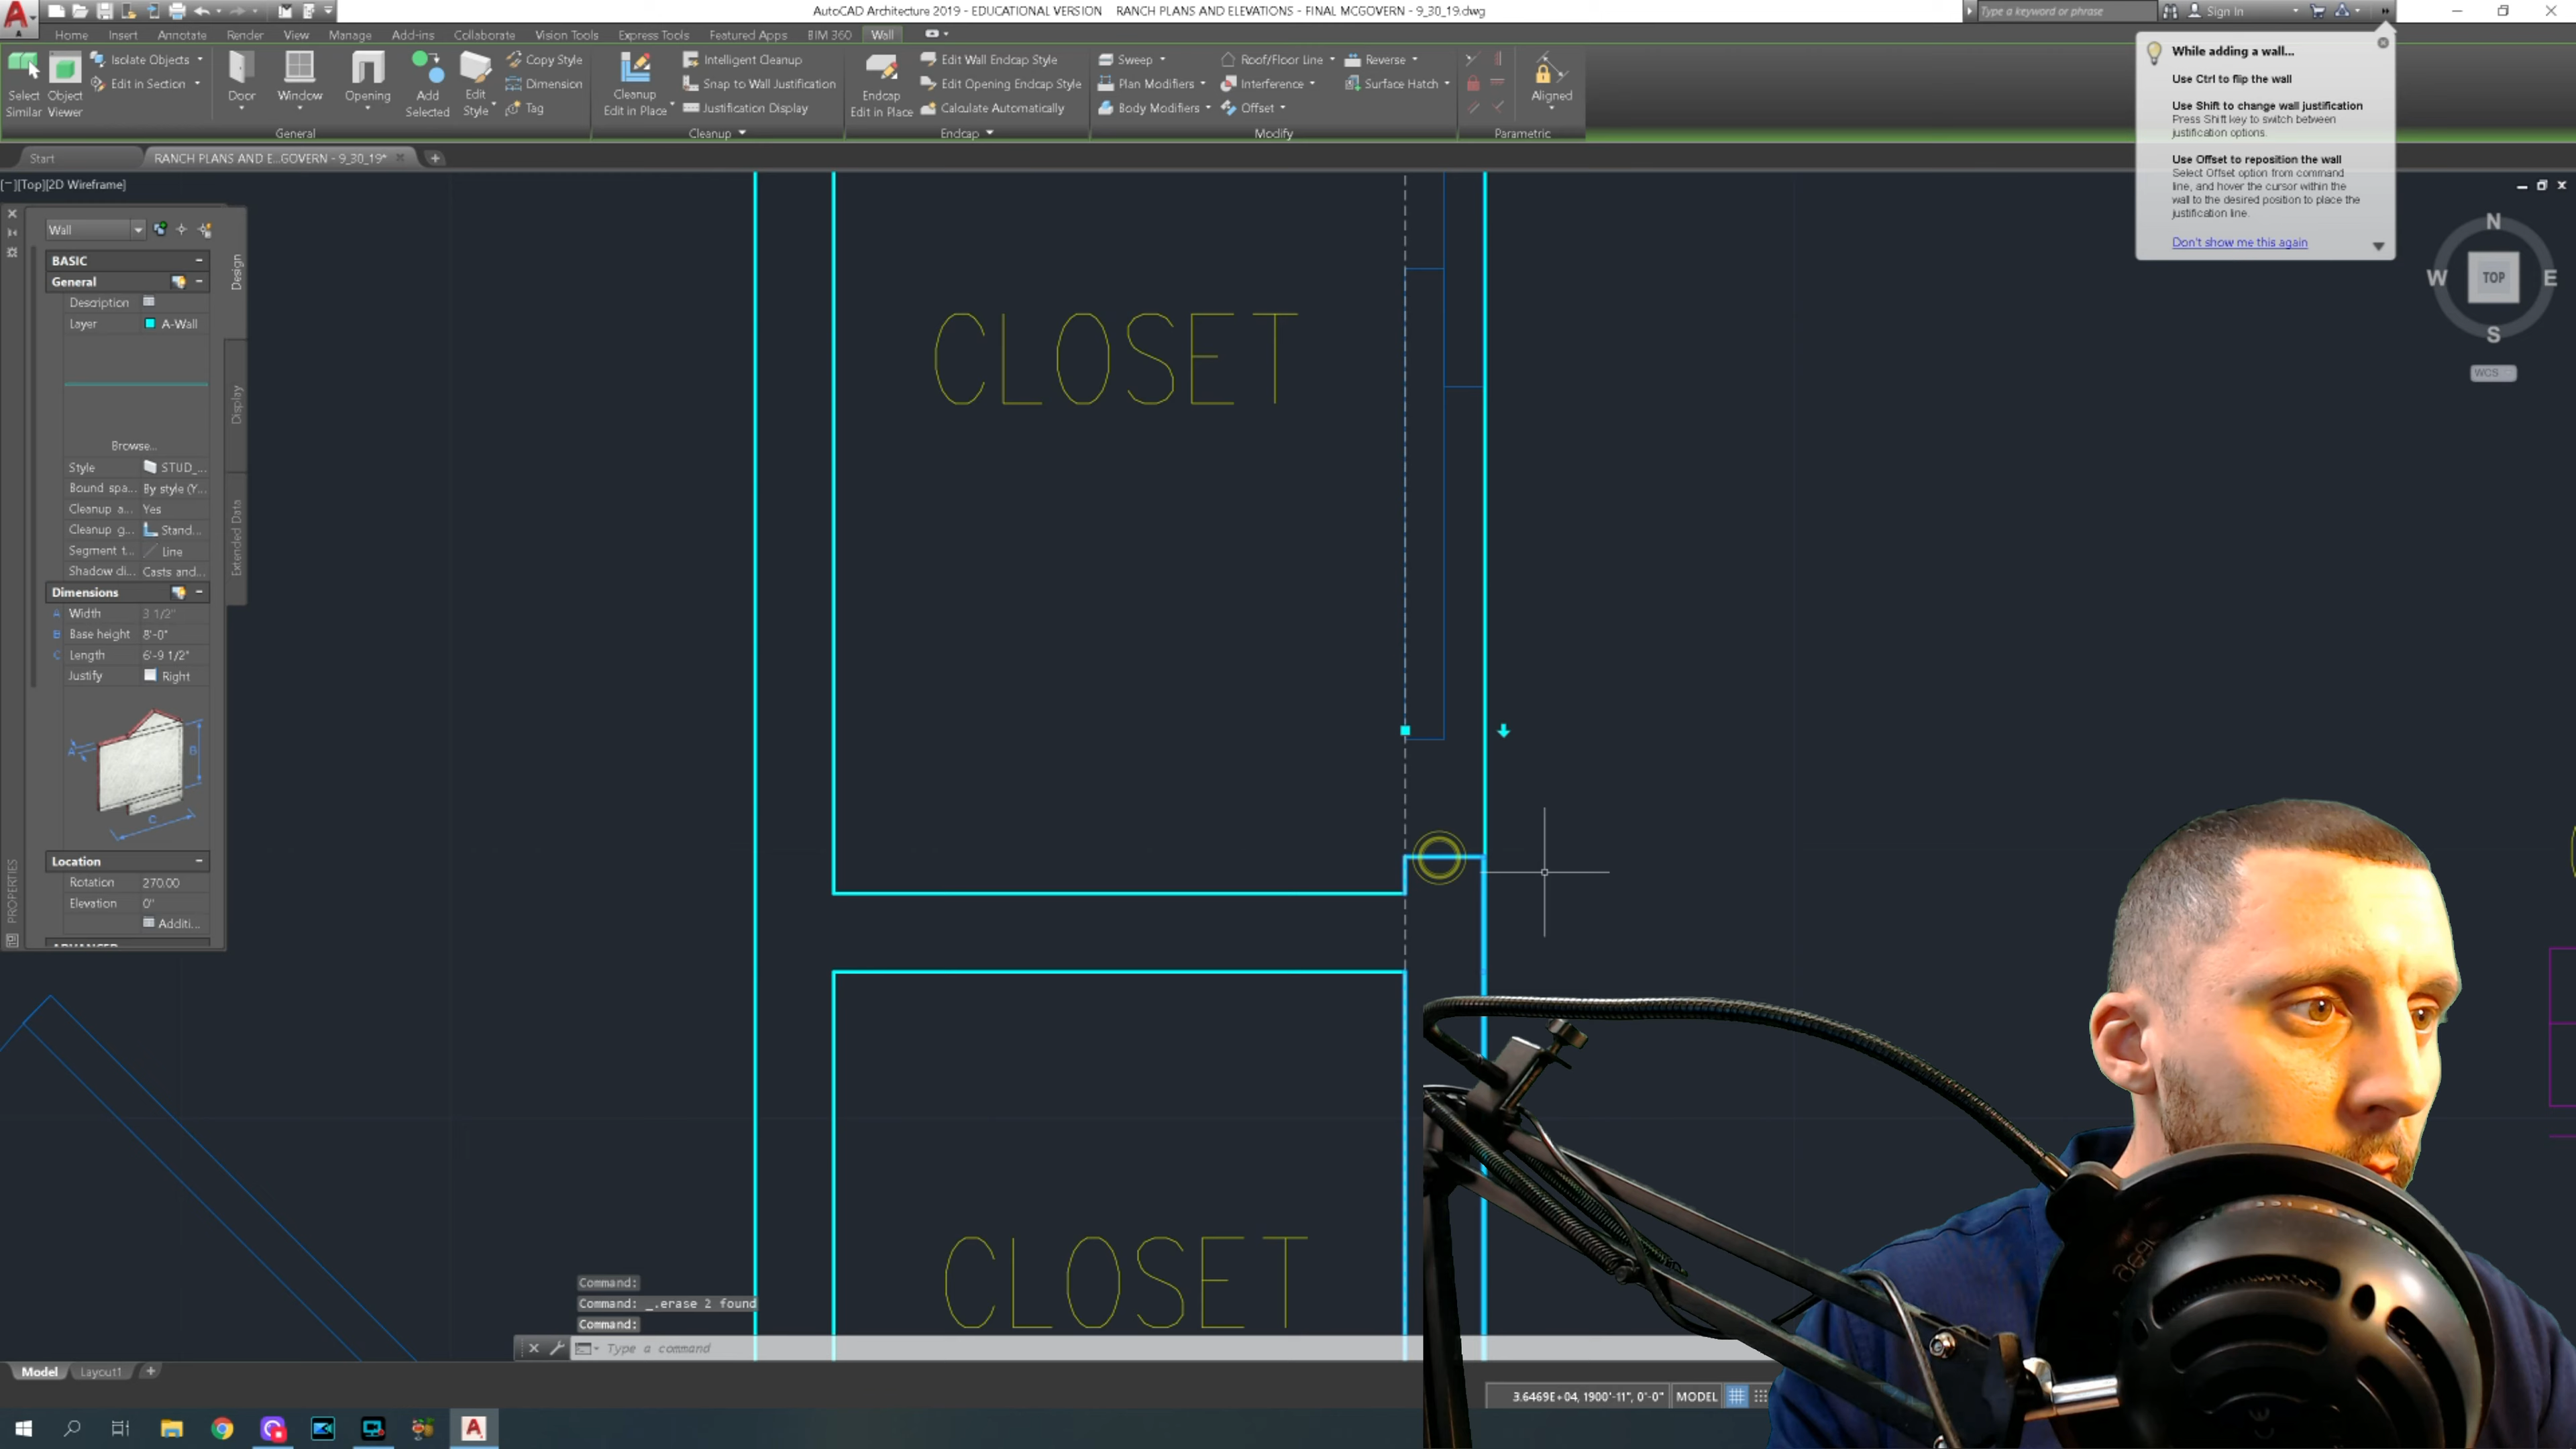 AutoCAD Architecture 2019 - EDUCATIONAL VERSION RANCH PLANS AND ELEVATIONS - FINAL MCGOVERN - 9_30_19.dwg
Type a keyword or phrase
Sign In
Home Insert Annotate Render View Manage Add-ins Collaborate Vision Tools Express Tools Featured Apps BIM 360 Wall
Select Similar
Object Viewer
Isolate Objects
Edit in Section
Door
Window
Opening
Add Selected
Edit Style
Copy Style
Dimension
Tag
General
Cleanup Edit in Place
Intelligent Cleanup
Snap to Wall Justification
Justification Display
Cleanup
Endcap Edit in Place
Edit Wall Endcap Style
Edit Opening Endcap Style
Calculate Automatically
Endcap
Sweep
Plan Modifiers
Body Modifiers
Roof/Floor Line
Interference
Offset
Reverse
Surface Hatch
Modify
Aligned
Parametric
While adding a wall...
Use Ctrl to flip the wall
Use Shift to change wall justification
Press Shift key to switch between
justification options.
Use Offset to reposition the wall
Select Offset option from command
line, and hover the cursor within the
wall to the desired position to place the
justification line.
Don't show me this again
Start
RANCH PLANS AND E...GOVERN - 9_30_19*
[−][Top][2D Wireframe]
N
W
TOP
E
S
WCS
Wall
BASIC
General
Description
Layer A-Wall
Browse...
Style STUD_...
Bound spa... By style (Y...
Cleanup a... Yes
Cleanup g... Stand...
Segment t... Line
Shadow di... Casts and...
Dimensions
A Width 3 1/2"
B Base height 8'-0"
C Length 6'-9 1/2"
Justify Right
A
B
C
Location
Rotation 270.00
Elevation 0"
Additi...
ADVANCED
Design
Display
Extended Data
PROPERTIES
CLOSET
CLOSET
Command:
Command: _.erase 2 found
Command:
Type a command
Model Layout1
3.6469E+04, 1900'-11", 0'-0" MODEL